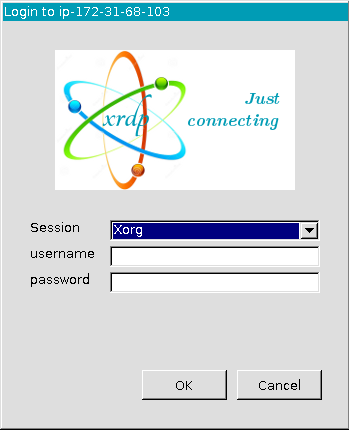 Login to ip-172-31-68-103
xrdp
Just
connecting
Session
Xorg
username
password
OK
Cancel